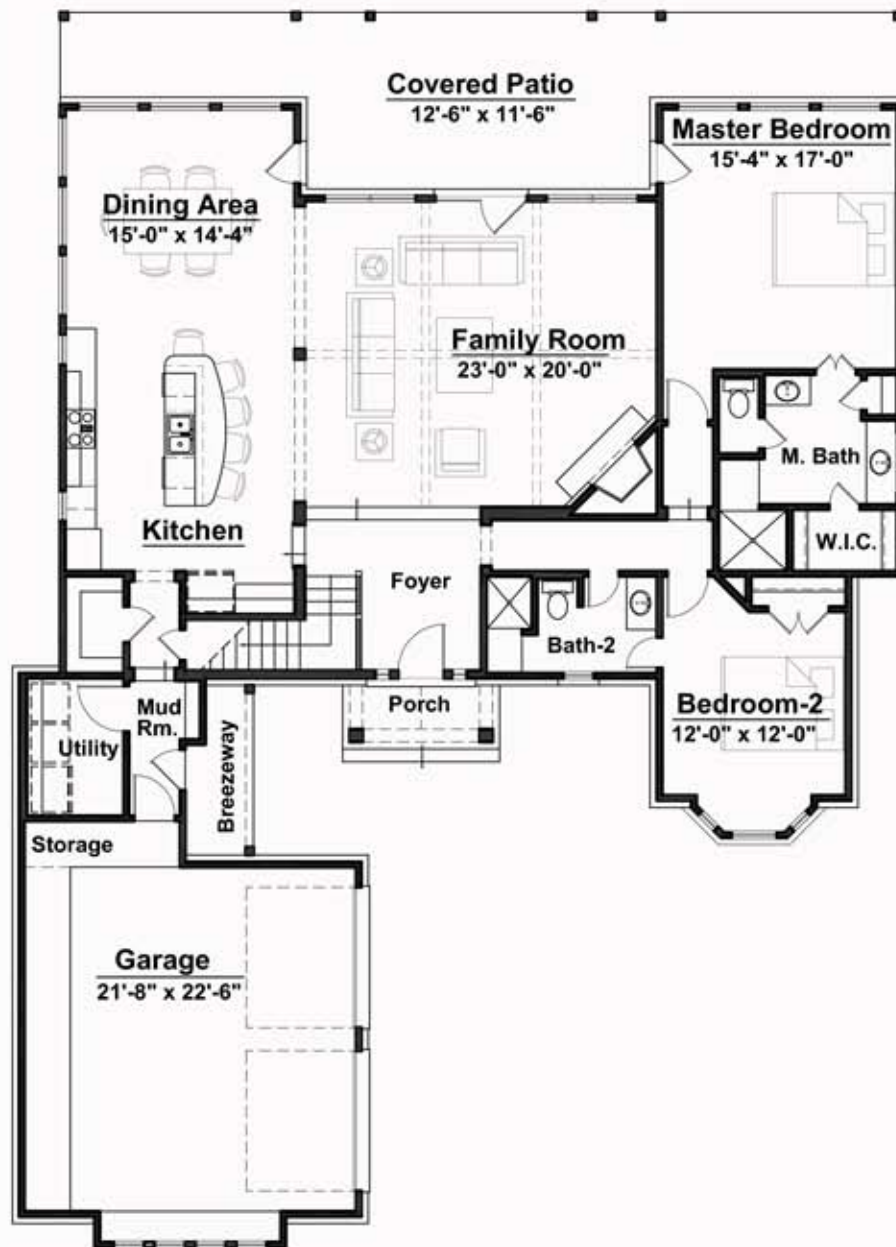 Covered Patio
12'-6" x 11'-6"
Master Bedroom
15'-4" x 17'-0"
Dining Area
15'-0" x 14'-4"
Family Room
23'-0" x 20'-0"
M. Bath
Kitchen
W.I.C.
Foyer
Bath-2
Porch
Bedroom-2
12'-0" x 12'-0"
Mud
Rm.
Utility
Breezeway
Storage
Garage
21'-8" x 22'-6"